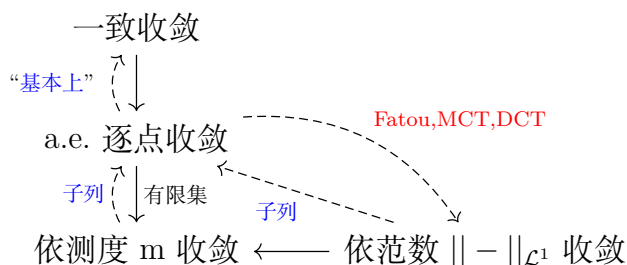 一致收敛
“基本上”
Fatou,MCT,DCT
a.e. 逐点收敛
子列 有限集
子列
依测度 m 收敛 依范数 || − ||_{\mathcal{L}^1} 收敛